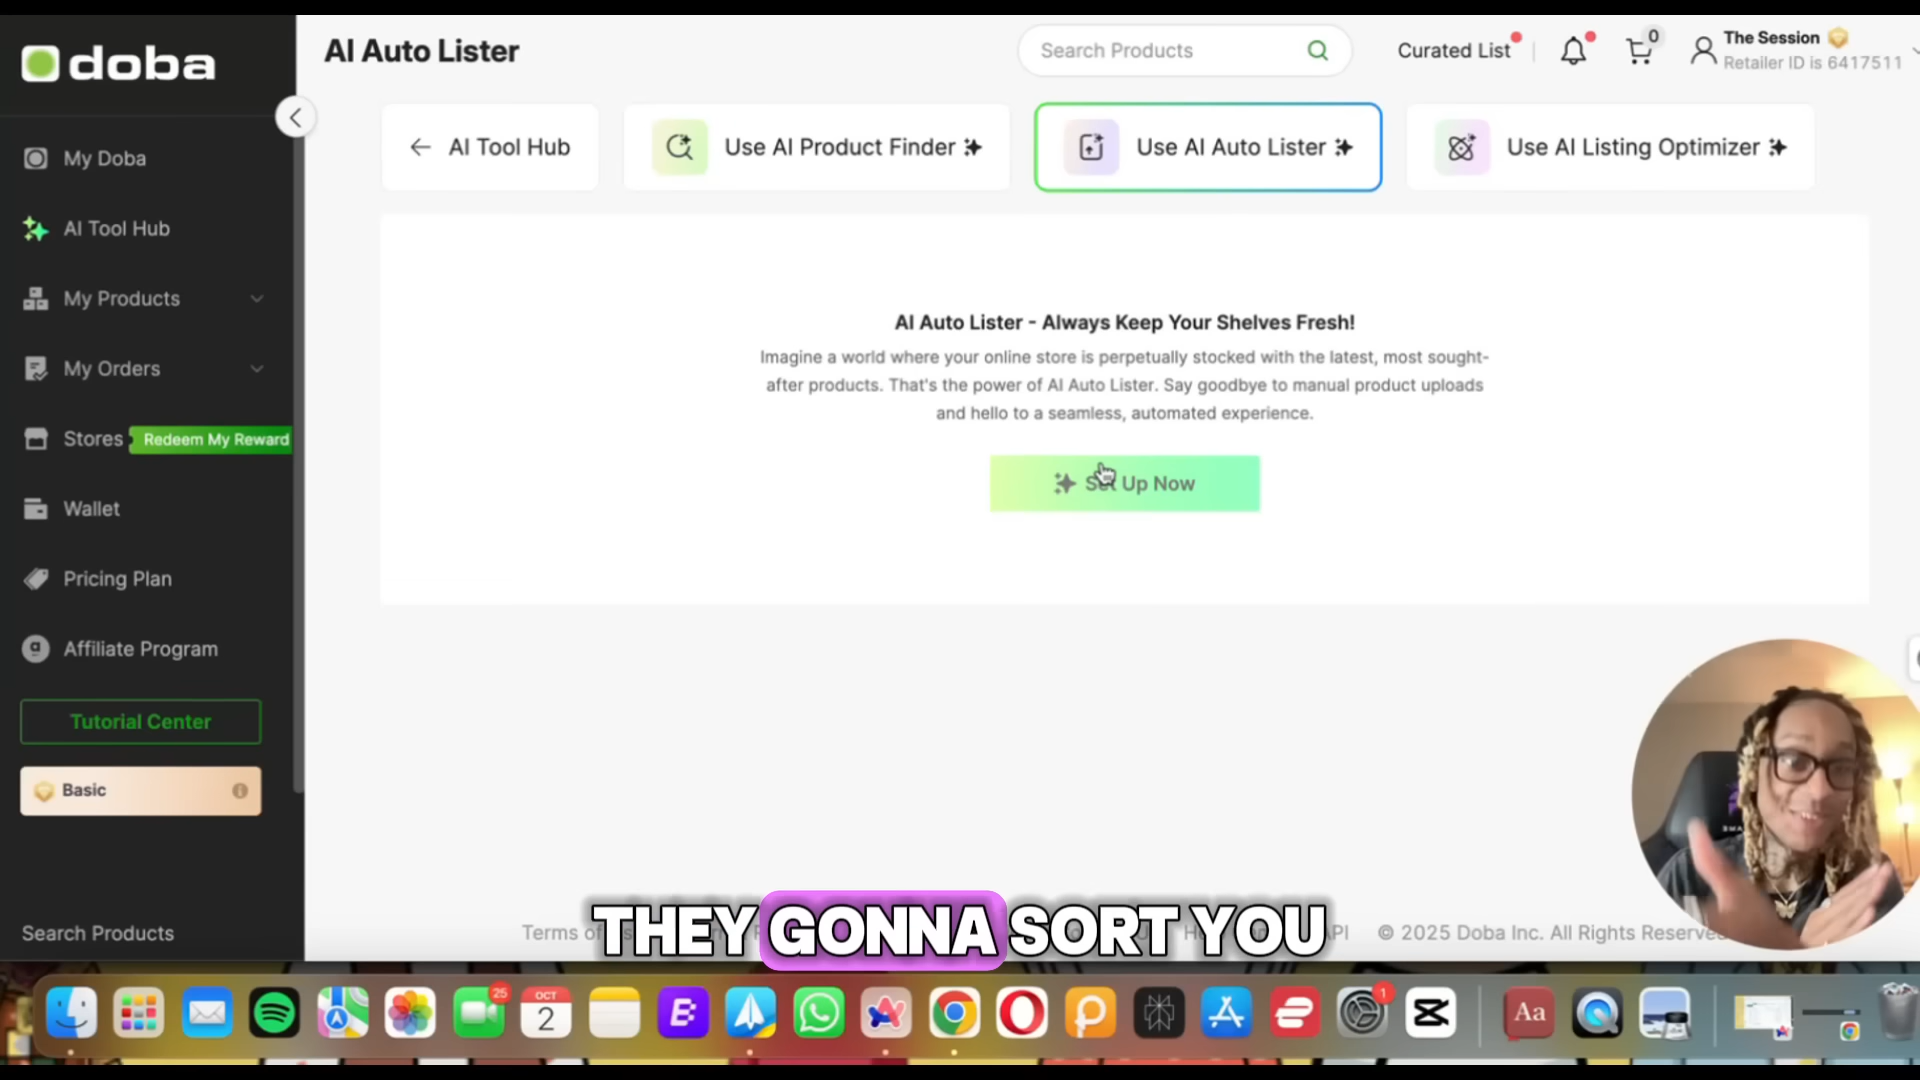 doba
AI Auto Lister
Search Products
Curated List
0
The Session
Retailer ID is 6417511
AI Tool Hub
Use AI Product Finder
Use AI Auto Lister
Use AI Listing Optimizer
My Doba
AI Tool Hub
My Products
My Orders
Stores
Redeem My Reward
Wallet
Pricing Plan
Affiliate Program
Tutorial Center
Basic
Search Products
AI Auto Lister - Always Keep Your Shelves Fresh!
Imagine a world where your online store is perpetually stocked with the latest, most sought-
after products. That's the power of AI Auto Lister. Say goodbye to manual product uploads
and hello to a seamless, automated experience.
Set Up Now
THEY GONNA SORT YOU
Terms of
© 2025 Doba Inc. All Rights Reserve
25
OCT
2
1
Aa